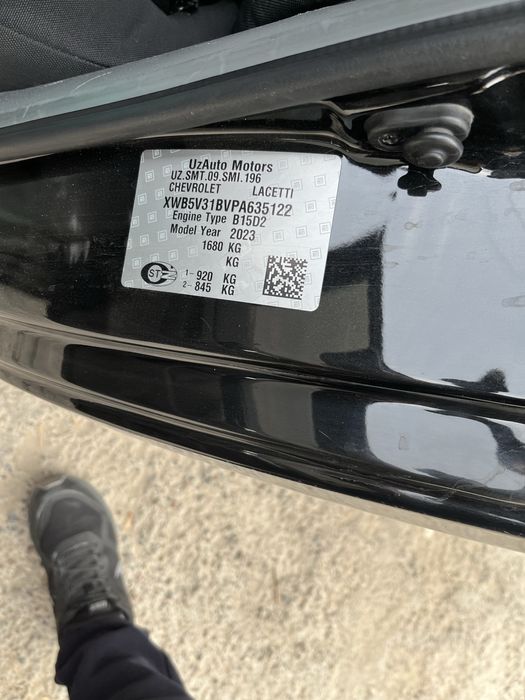 UzAuto Motors
UZ.SMT.09.SMI.196
CHEVROLET LACETTI
XWB5V31BVPA635122
Engine Type B15D2
Model Year 2023
1680 KG
KG
1- 920 KG
2- 845 KG